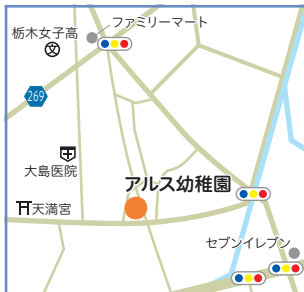 ファミリーマート
栃木女子高
文
269
大島医院
アルス幼稚園
天満宮
セブンイレブン